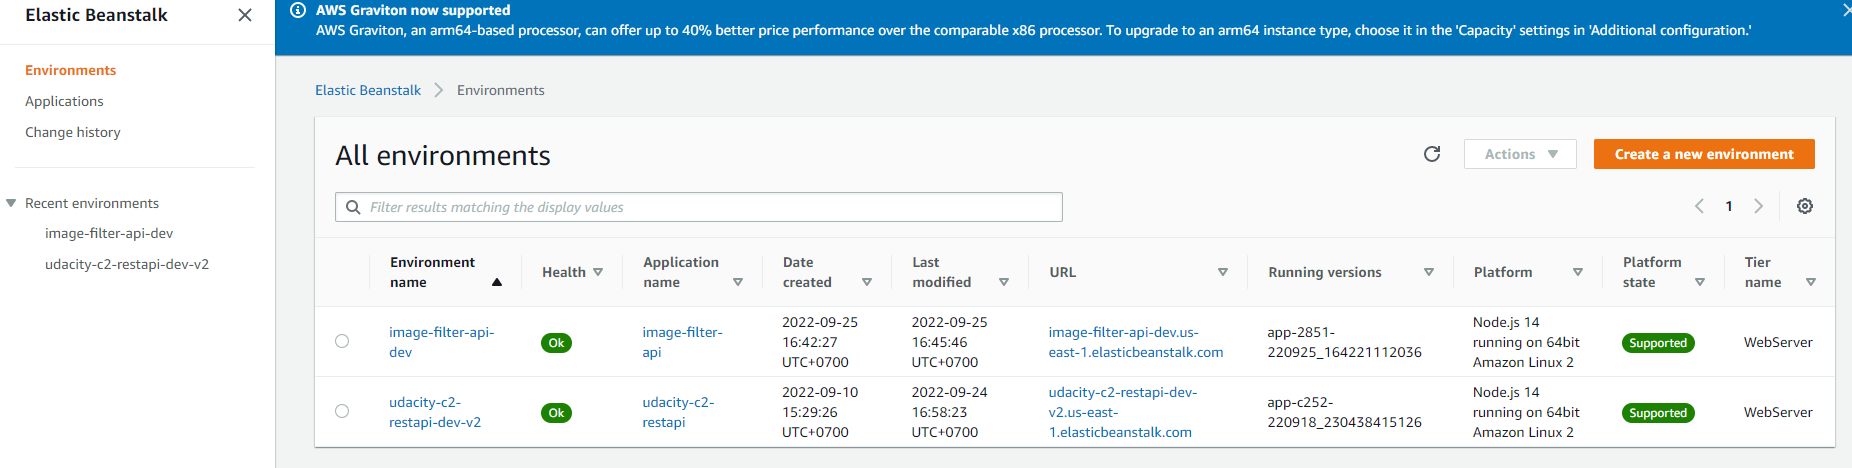 Elastic Beanstalk
Environments
Applications
Change history
Recent environments
image-filter-api-dev
udacity-c2-restapi-dev-v2
AWS Graviton now supported
AWS Graviton, an arm64-based processor, can offer up to 40% better price performance over the comparable x86 processor. To upgrade to an arm64 instance type, choose it in the 'Capacity' settings in 'Additional configuration.'
Elastic Beanstalk > Environments
All environments
Actions
Create a new environment
Filter results matching the display values
1
Environment name
Health
Application name
Date created
Last modified
URL
Running versions
Platform
Platform state
Tier name
image-filter-api-
dev
Ok
image-filter-
api
2022-09-25
16:42:27
UTC+0700
2022-09-25
16:45:46
UTC+0700
image-filter-api-dev.us-
east-1.elasticbeanstalk.com
app-2851-
220925_164221112036
Node.js 14
running on 64bit
Amazon Linux 2
Supported
WebServer
udacity-c2-
restapi-dev-v2
Ok
udacity-c2-
restapi
2022-09-10
15:29:26
UTC+0700
2022-09-24
16:58:23
UTC+0700
udacity-c2-restapi-dev-
v2.us-east-
1.elasticbeanstalk.com
app-c252-
220918_230438415126
Node.js 14
running on 64bit
Amazon Linux 2
Supported
WebServer